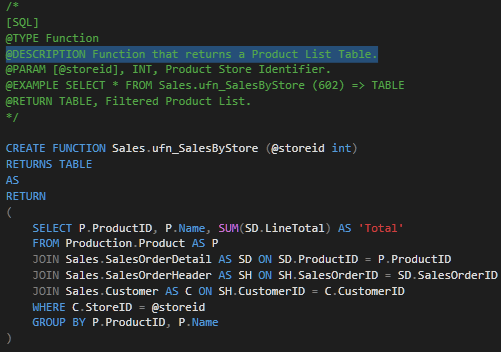 /*
[SQL]
@TYPE Function
@DESCRIPTION Function that returns a Product List Table.
@PARAM [@storeid], INT, Product Store Identifier.
@EXAMPLE SELECT * FROM Sales.ufn_SalesByStore (602) => TABLE
@RETURN TABLE, Filtered Product List.
*/
CREATE FUNCTION Sales.ufn_SalesByStore (@storeid int)
RETURNS TABLE
AS
RETURN
(
SELECT P.ProductID, P.Name, SUM(SD.LineTotal) AS 'Total'
FROM Production.Product AS P
JOIN Sales.SalesOrderDetail AS SD ON SD.ProductID = P.ProductID
JOIN Sales.SalesOrderHeader AS SH ON SH.SalesOrderID = SD.SalesOrderID
JOIN Sales.Customer AS C ON SH.CustomerID = C.CustomerID
WHERE C.StoreID = @storeid
GROUP BY P.ProductID, P.Name
)